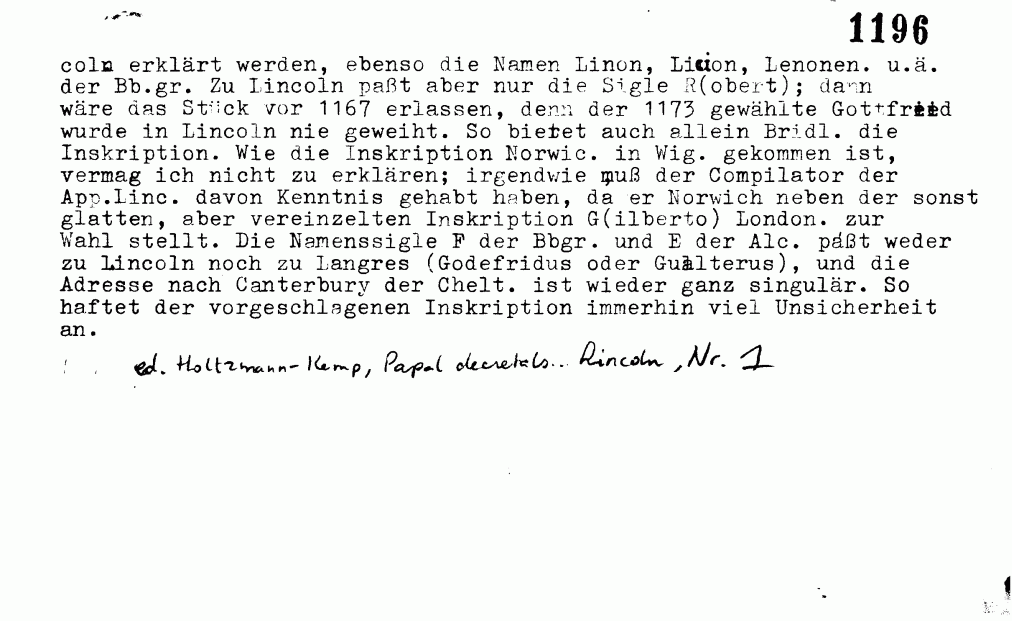 1196
coln erklärt werden, ebenso die Namen Linon, Licion, Lenonen. u.ä.
der Bb.gr. Zu Lincoln paßt aber nur die Sigle R(obert); dann
wäre das Stück vor 1167 erlassen, denn der 1173 gewählte Gottfried
wurde in Lincoln nie geweiht. So bietet auch allein Bridl. die
Inskription. Wie die Inskription Norwic. in Wig. gekommen ist,
vermag ich nicht zu erklären; irgendwie muß der Compilator der
App.Linc. davon Kenntnis gehabt haben, da er Norwich neben der sonst
glatten, aber vereinzelten Inskription G(ilberto) London. zur
Wahl stellt. Die Namenssigle F der Bbgr. und E der Alc. páßt weder
zu Lincoln noch zu Langres (Godefridus oder Gualterus), und die
Adresse nach Canterbury der Chelt. ist wieder ganz singulär. So
haftet der vorgeschlagenen Inskription immerhin viel Unsicherheit
an.
ed. Holtzmann-Kemp, Papal decretals... Lincoln, Nr. 1